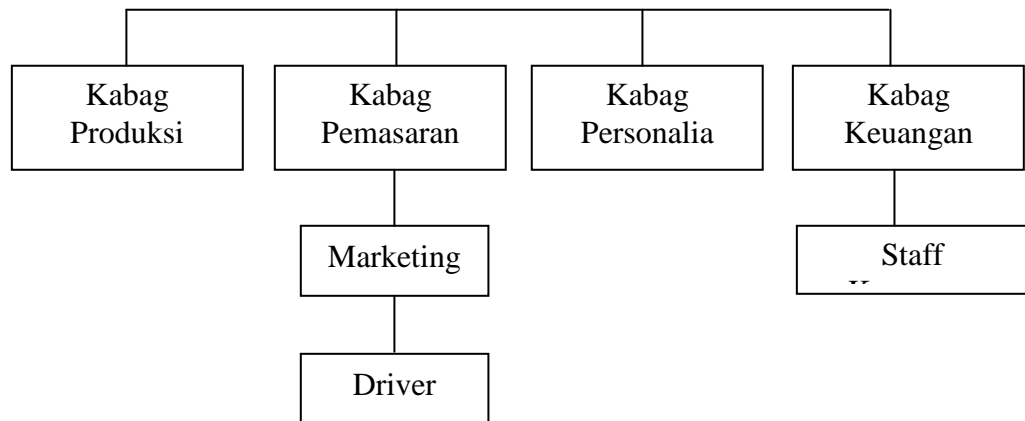 Kabag
Produksi
Kabag
Pemasaran
Kabag
Personalia
Kabag
Keuangan
Marketing
Staff
Driver